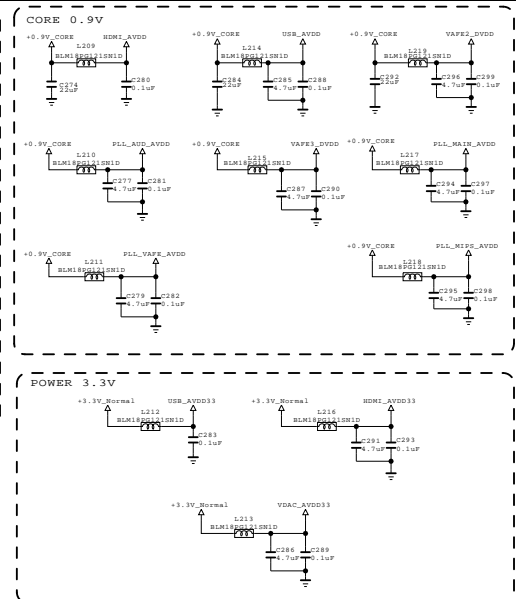 CORE 0.9V
+0.9V_CORE
HDMI_AVDD
L209
BLM18PG121SN1D
C274
22uF
C280
0.1uF
+0.9V_CORE
USB_AVDD
L214
BLM18PG121SN1D
C284
22uF
C285
4.7uF
C288
0.1uF
+0.9V_CORE
VAFE2_DVDD
L219
BLM18PG121SN1D
C292
22uF
C296
4.7uF
C299
0.1uF
+0.9V_CORE
PLL_AUD_AVDD
L210
BLM18PG121SN1D
C277
4.7uF
C281
0.1uF
+0.9V_CORE
VAFE3_DVDD
L215
BLM18PG121SN1D
C287
4.7uF
C290
0.1uF
+0.9V_CORE
PLL_MAIN_AVDD
L217
BLM18PG121SN1D
C294
4.7uF
C297
0.1uF
+0.9V_CORE
PLL_VAFE_AVDD
L211
BLM18PG121SN1D
C279
4.7uF
C282
0.1uF
+0.9V_CORE
PLL_MIPS_AVDD
L218
BLM18PG121SN1D
C295
4.7uF
C298
0.1uF
POWER 3.3V
+3.3V_Normal
USB_AVDD33
L212
BLM18PG121SN1D
C283
0.1uF
+3.3V_Normal
HDMI_AVDD33
L216
BLM18PG121SN1D
C291
4.7uF
C293
0.1uF
+3.3V_Normal
VDAC_AVDD33
L213
BLM18PG121SN1D
C286
4.7uF
C289
0.1uF